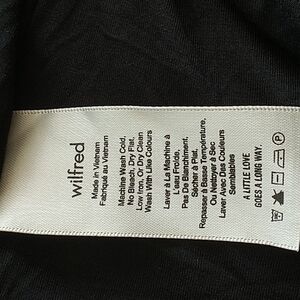 wilfred
Made in Vietnam
Fabriqué au Vietnam
Machine Wash Cold,
No Bleach, Dry Flat,
Low Iron, Or Dry Clean
Wash With Like Colours
Laver À La Machine à
L'eau Froide,
Pas De Blanchiment,
Sécher à Plat,
Repasser à Basse Température,
Ou Nettoyer à Sec
Laver Avec Des Couleurs
Semblables
A LITTLE LOVE
GOES A LONG WAY.